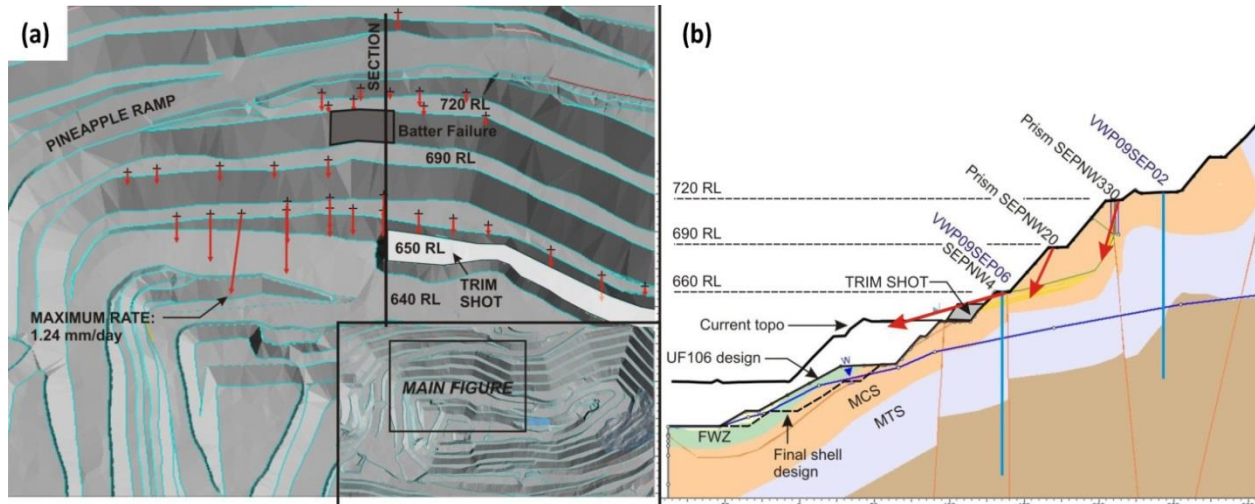 (a)
SECTION
PINEAPPLE RAMP
720 RL
Batter Failure
690 RL
650 RL
TRIM
SHOT
640 RL
MAXIMUM RATE:
1.24 mm/day
MAIN FIGURE
(b)
VWP09SEP02
Prism SEPNW330
Prism SEPNW20
VWP09SEP06
SEPNW4
720 RL
690 RL
660 RL
TRIM SHOT
Current topo
UF106 design
W
MCS
MTS
FWZ
Final shell
design